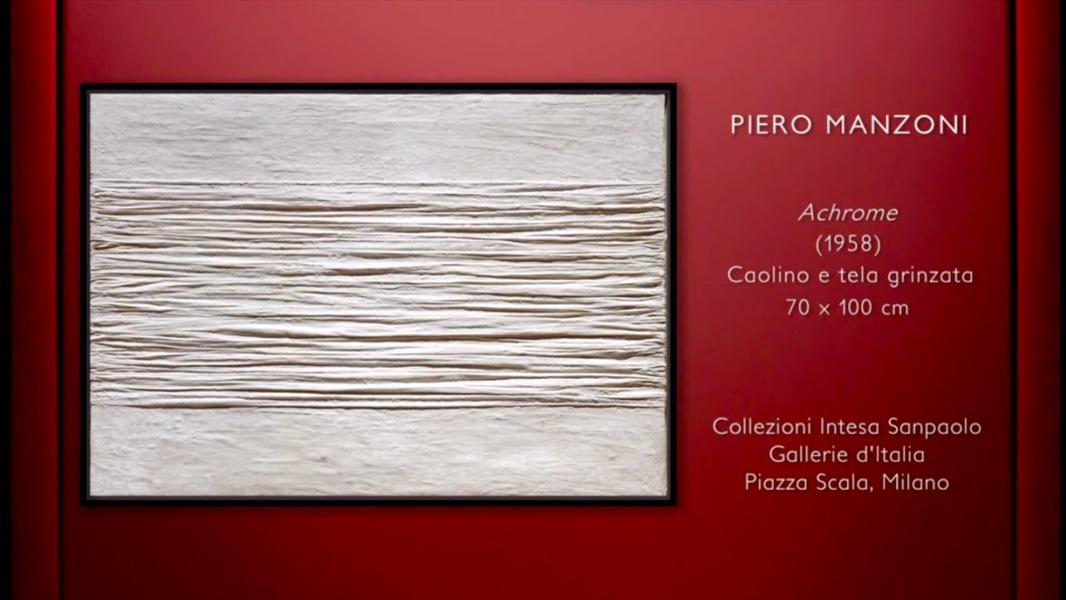 PIERO MANZONI
Achrome
(1958)
Caolino e tela grinzata
70 x 100 cm
Collezioni Intesa Sanpaolo
Gallerie d'Italia
Piazza Scala, Milano